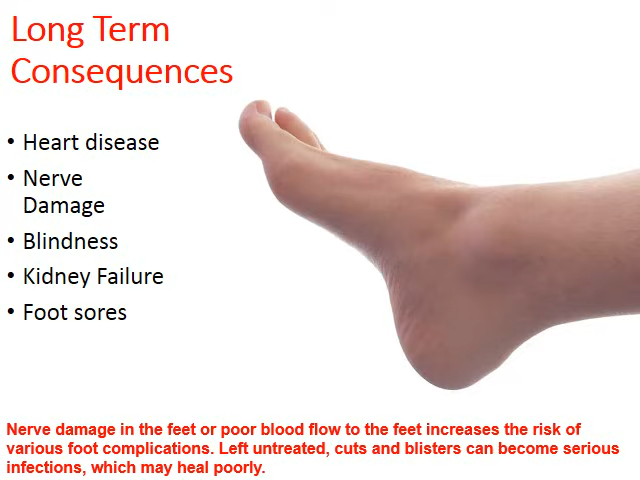 Long Term
Consequences
• Heart disease
• Nerve
Damage
• Blindness
• Kidney Failure
• Foot sores
Nerve damage in the feet or poor blood flow to the feet increases the risk of
various foot complications. Left untreated, cuts and blisters can become serious
infections, which may heal poorly.